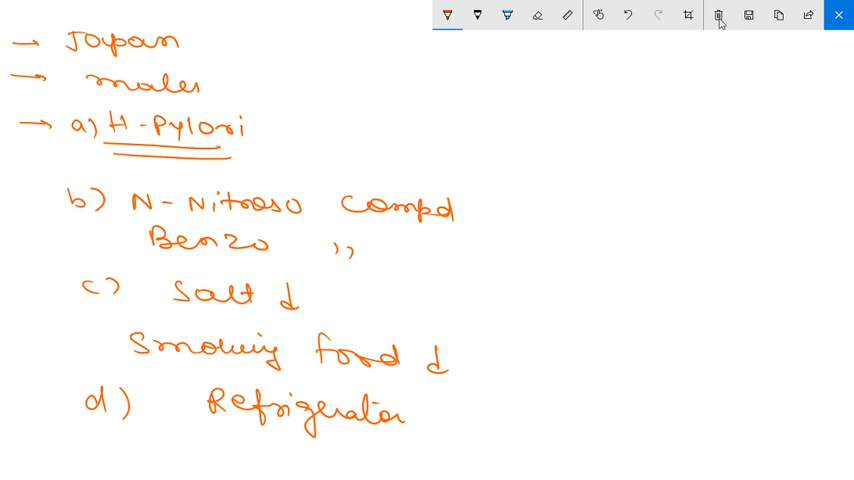 → Japan
→ males
→ a) H-Pylori
b) N-Nitroso Compd
Benzo ,,
c) Salt ↓
Smoking food ↓
d) Refrigerator